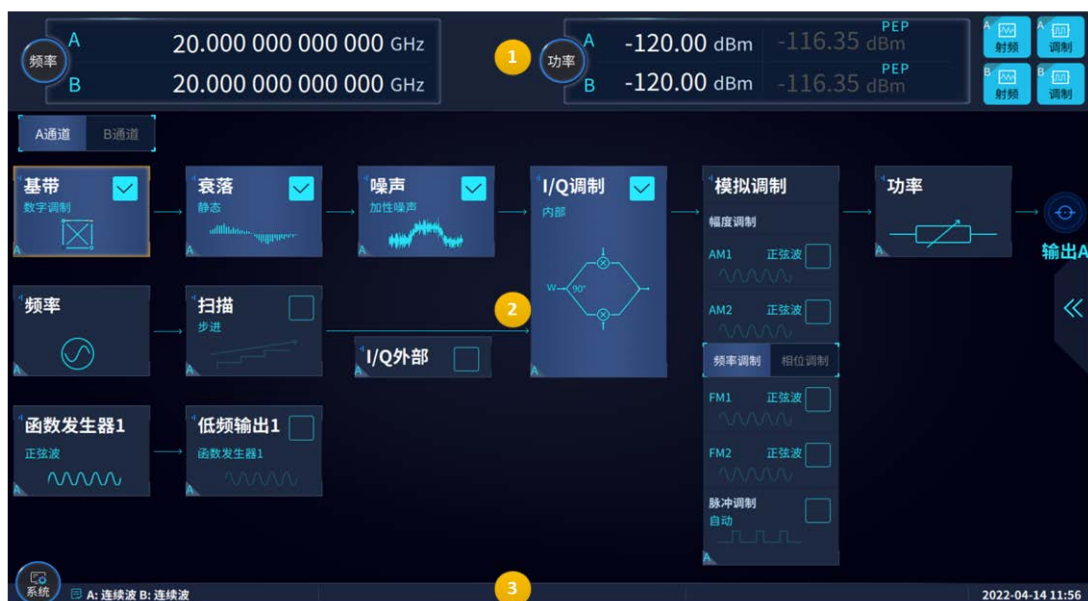 频率
A 20.000 000 000 000 GHz
B 20.000 000 000 000 GHz
1
功率
PEP
A -120.00 dBm -116.35 dBm
PEP
B -120.00 dBm -116.35 dBm
A 射频
A 调制
B 射频
B 调制
A通道 B通道
基带
数字调制
A
衰落
静态
A
噪声
加性噪声
A
I/Q调制
内部
W 90°
A
模拟调制
幅度调制
AM1 正弦波
AM2 正弦波
频率调制 相位调制
FM1 正弦波
FM2 正弦波
脉冲调制
自动
A
功率
A
输出A
频率
A
扫描
步进
A
2
I/Q外部
A
函数发生器1
正弦波
A
低频输出1
函数发生器1
A
系统
A: 连续波 B: 连续波
3
2022-04-14 11:56